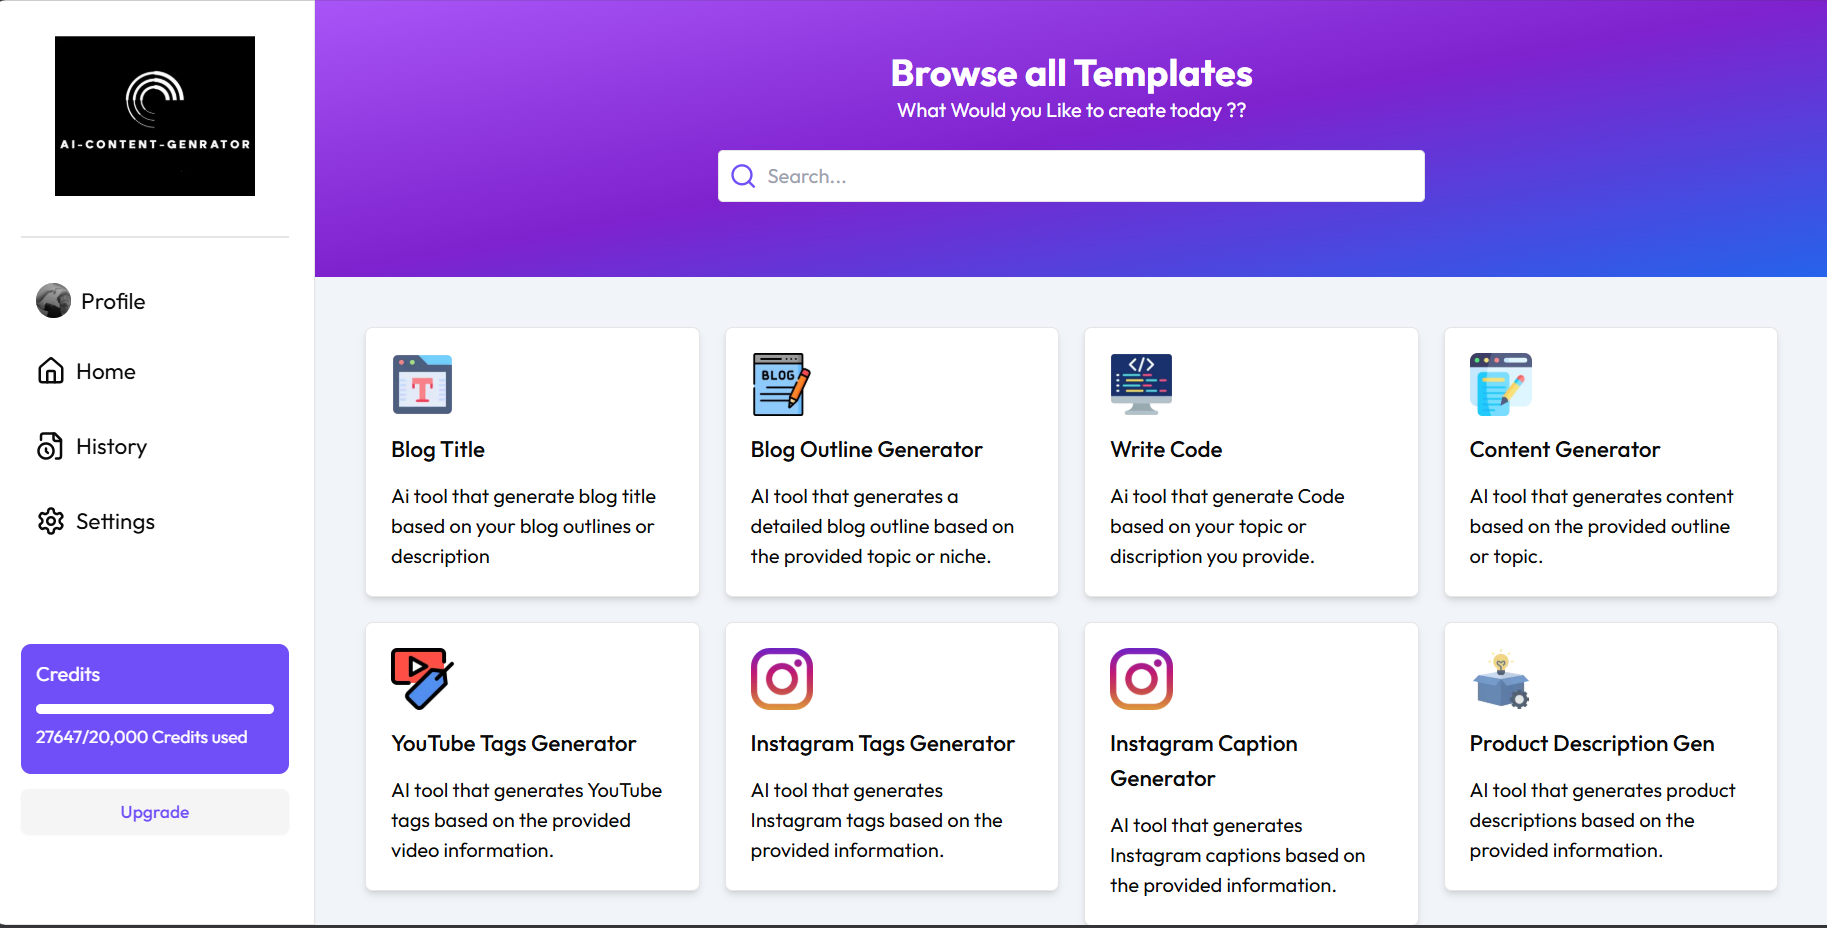 AI-CONTENT-GENRATOR
Profile
Home
History
Settings
Credits
27647/20,000 Credits used
Upgrade
Browse all Templates
What Would you Like to create today ??
Search...
T
Blog Title
Ai tool that generate blog title
based on your blog outlines or
description
BLOG
Blog Outline Generator
AI tool that generates a
detailed blog outline based on
the provided topic or niche.
</>
Write Code
Ai tool that generate Code
based on your topic or
discription you provide.
Content Generator
AI tool that generates content
based on the provided outline
or topic.
YouTube Tags Generator
AI tool that generates YouTube
tags based on the provided
video information.
Instagram Tags Generator
AI tool that generates
Instagram tags based on the
provided information.
Instagram Caption
Generator
AI tool that generates
Instagram captions based on
the provided information.
Product Description Gen
AI tool that generates product
descriptions based on the
provided information.